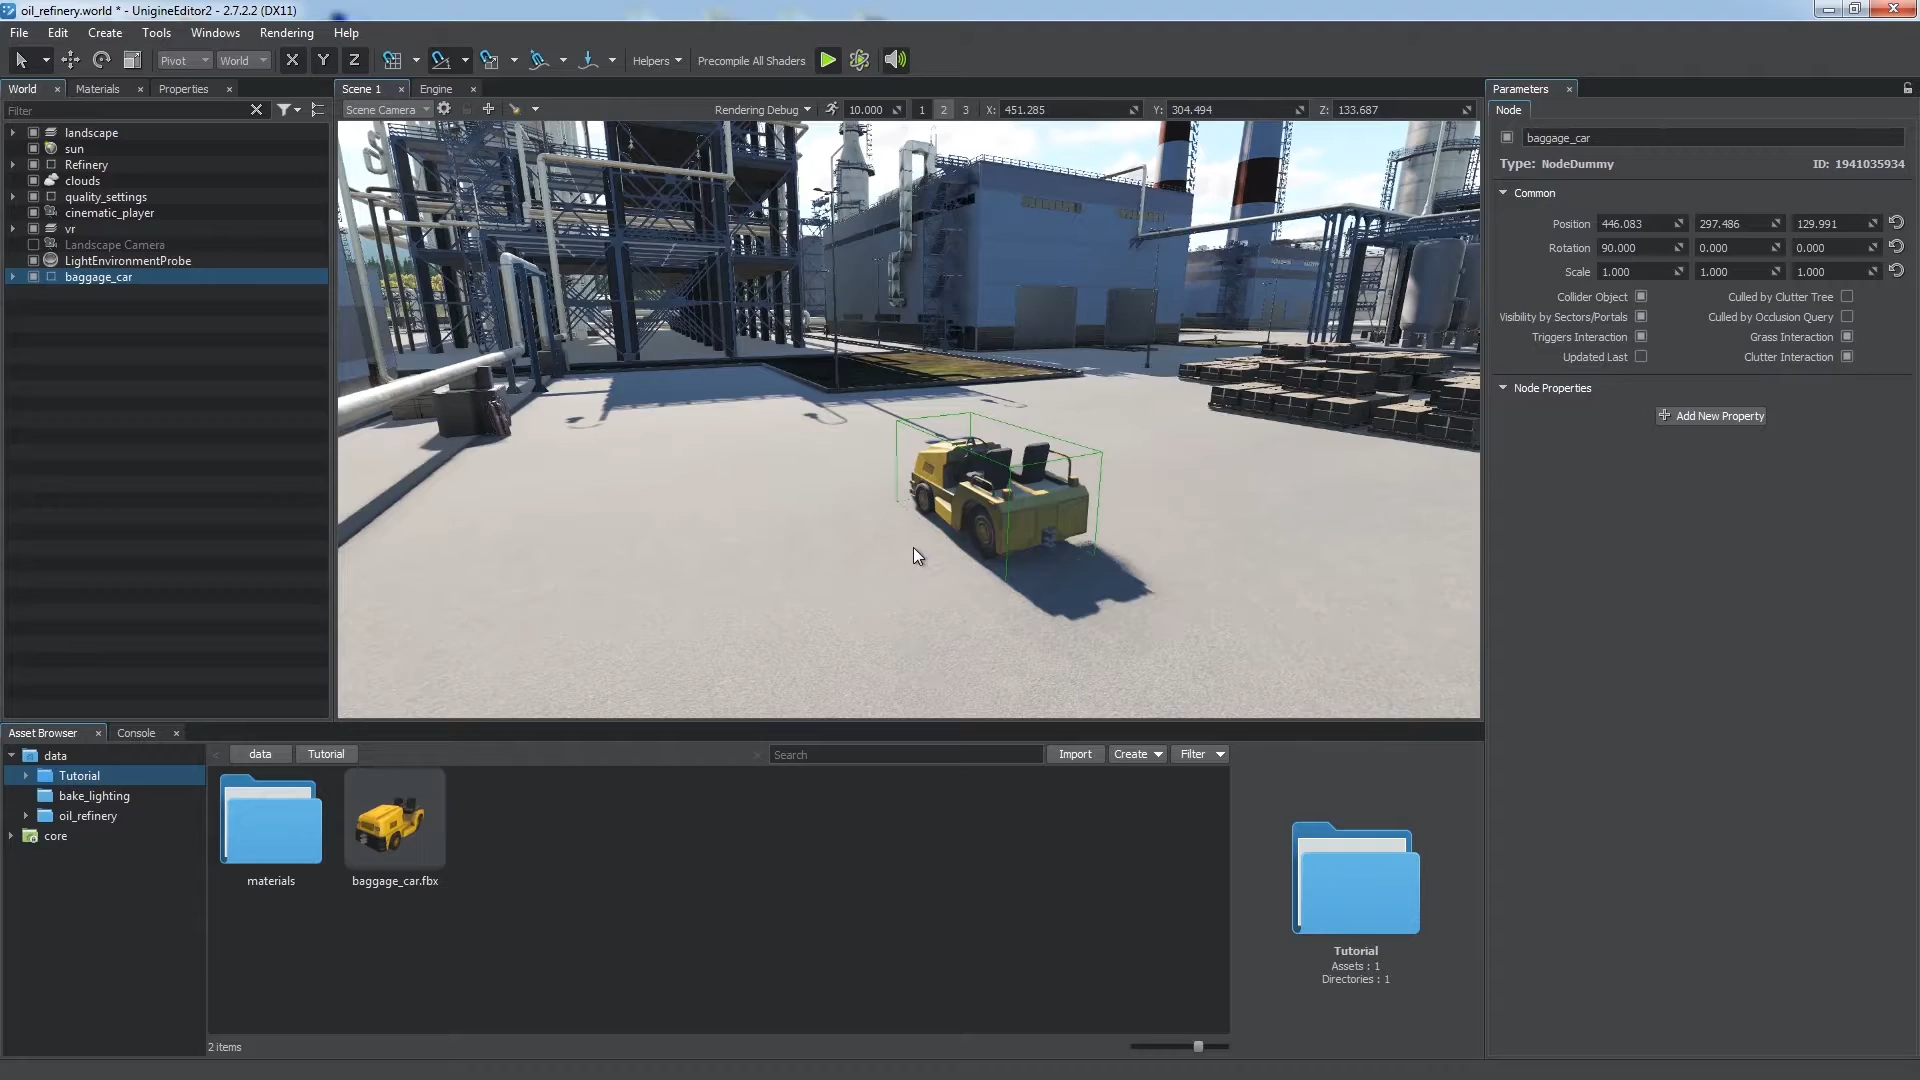 oil_refinery.world * - UnigineEditor2 - 2.7.2.2 (DX11)
File Edit Create Tools Windows Rendering Help
Pivot World X Y Z Helpers Precompile All Shaders
World Materials Properties Scene 1 Engine Parameters
Filter Scene Camera Rendering Debug 10.000 1 2 3 X: 451.285 Y: 304.494 Z: 133.687 Node
landscape
sun
Refinery
clouds
quality_settings
cinematic_player
vr
Landscape Camera
LightEnvironmentProbe
baggage_car
baggage_car
Type: NodeDummy ID: 1941035934
Common
Position 446.083 297.486 129.991
Rotation 90.000 0.000 0.000
Scale 1.000 1.000 1.000
Collider Object Culled by Clutter Tree
Visibility by Sectors/Portals Culled by Occlusion Query
Triggers Interaction Grass Interaction
Updated Last Clutter Interaction
Node Properties
Add New Property
Asset Browser Console
data Tutorial Search Import Create Filter
data
Tutorial
bake_lighting
oil_refinery
core
materials baggage_car.fbx
Tutorial
Assets : 1
Directories : 1
2 items